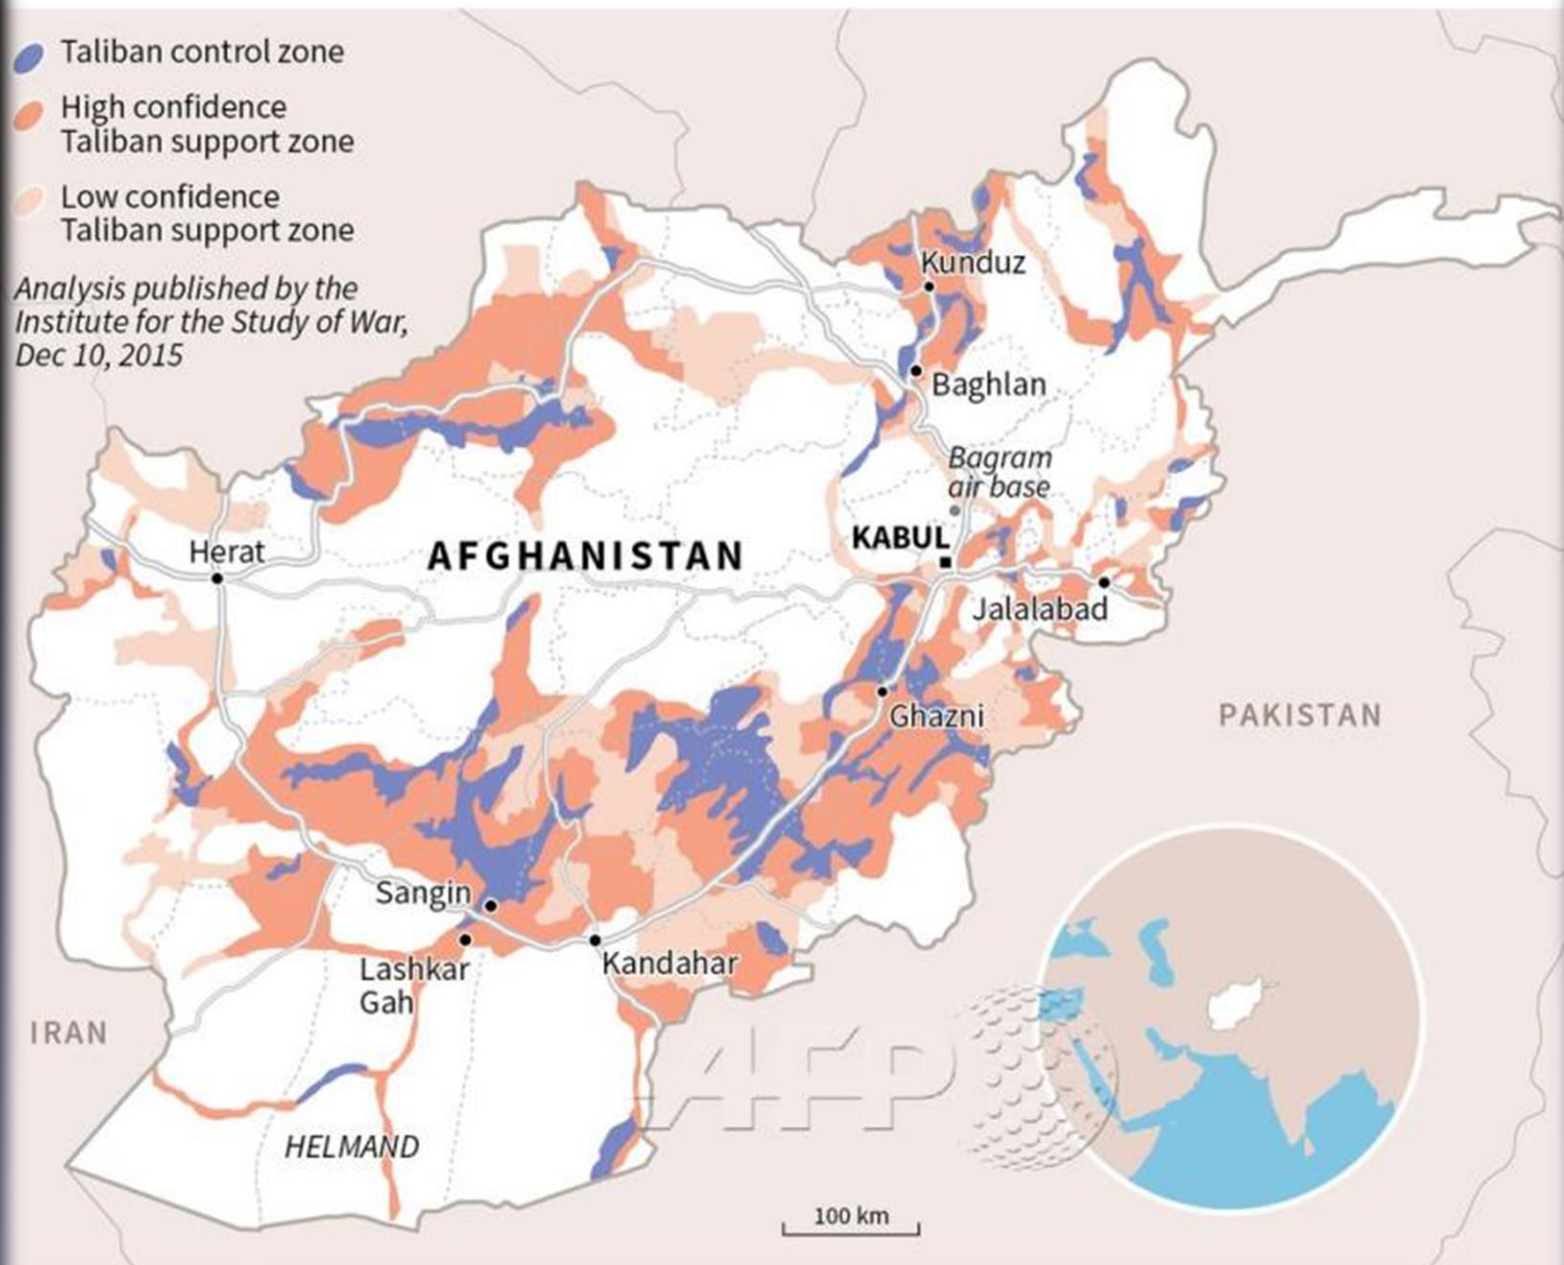 Taliban control zone
High confidence
Taliban support zone
Low confidence
Taliban support zone
Analysis published by the
Institute for the Study of War,
Dec 10, 2015
Kunduz
Baghlan
Bagram
air base
KABUL
AFGHANISTAN
Herat
Jalalabad
Ghazni
PAKISTAN
Sangin
Kandahar
Lashkar
Gah
IRAN
AFP
HELMAND
100 km